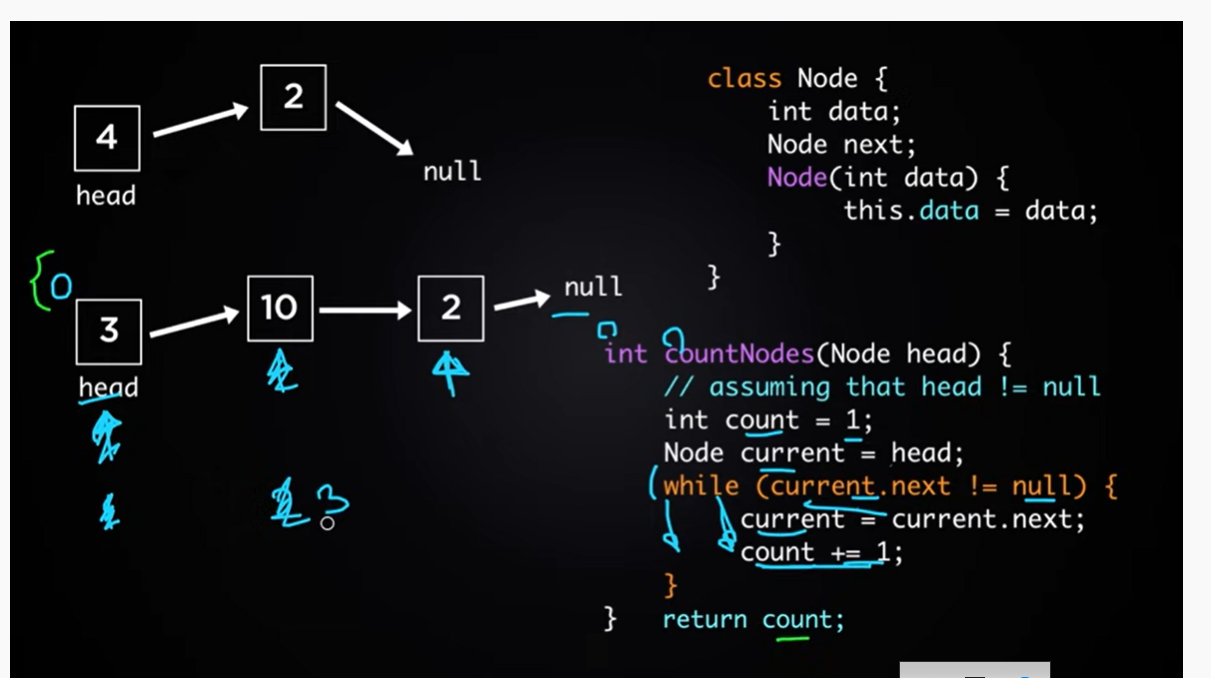 4
2
null
head
{0
3
10
2
null
head
3
class Node {
int data;
Node next;
Node(int data) {
this.data = data;
}
}
int countNodes(Node head) {
// assuming that head != null
int count = 1;
Node current = head;
while (current.next != null) {
current = current.next;
count += 1;
}
} return count;